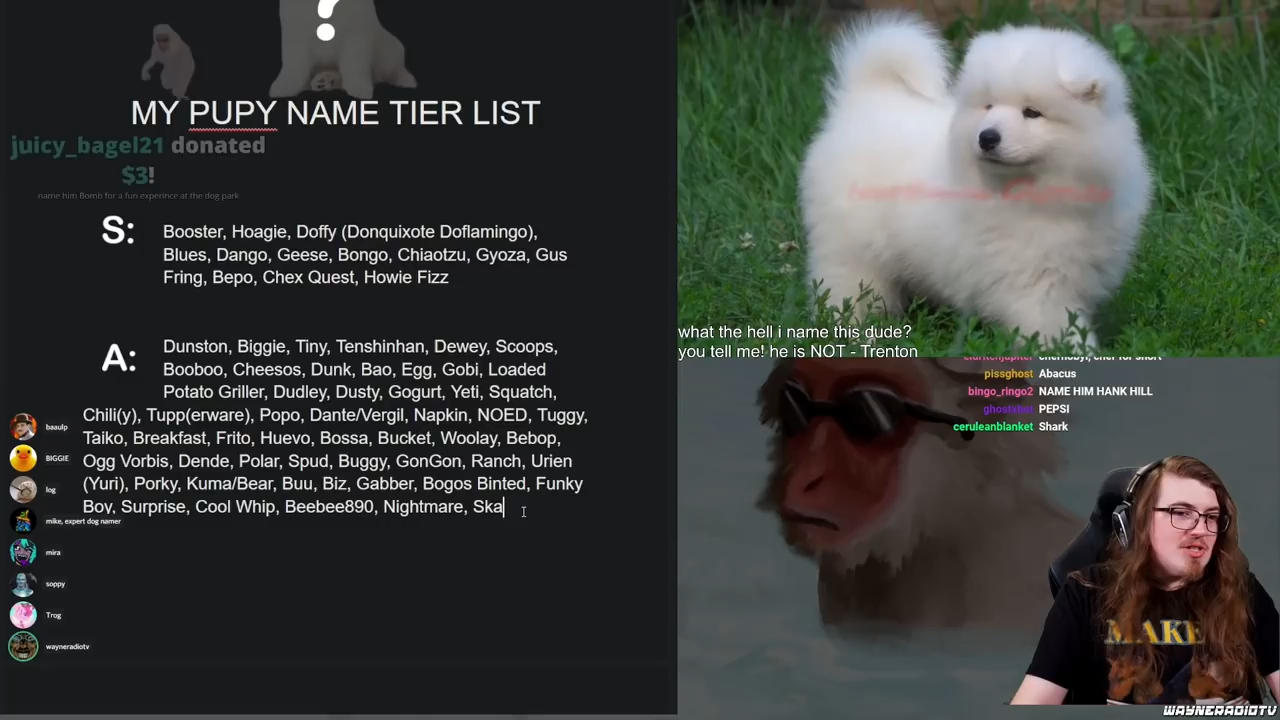 ?
MY PUPY NAME TIER LIST
juicy_bagel21 donated
$3!
name him Bomb for a fun experince at the dog park
S:
Booster, Hoagie, Doffy (Donquixote Doflamingo),
Blues, Dango, Geese, Bongo, Chiaotzu, Gyoza, Gus
Fring, Bepo, Chex Quest, Howie Fizz
A:
Dunston, Biggie, Tiny, Tenshinhan, Dewey, Scoops,
Booboo, Cheesos, Dunk, Bao, Egg, Gobi, Loaded
Potato Griller, Dudley, Dusty, Gogurt, Yeti, Squatch,
Chili(y), Tupp(erware), Popo, Dante/Vergil, Napkin, NOED, Tuggy,
Taiko, Breakfast, Frito, Huevo, Bossa, Bucket, Woolay, Bebop,
Ogg Vorbis, Dende, Polar, Spud, Buggy, GonGon, Ranch, Urien
(Yuri), Porky, Kuma/Bear, Buu, Biz, Gabber, Bogos Binted, Funky
Boy, Surprise, Cool Whip, Beebee890, Nightmare, Ska
baaulp
BIGGIE
log
mike, expert dog namer
mira
soppy
Trog
wayneradiotv
what the hell i name this dude?
you tell me! he is NOT - Trenton
chernobyl, cher for short
pissghost Abacus
bingo_ringo2 NAME HIM HANK HILL
PEPSI
ceruleanblanket Shark
MAKE
WAYNERADIOTV